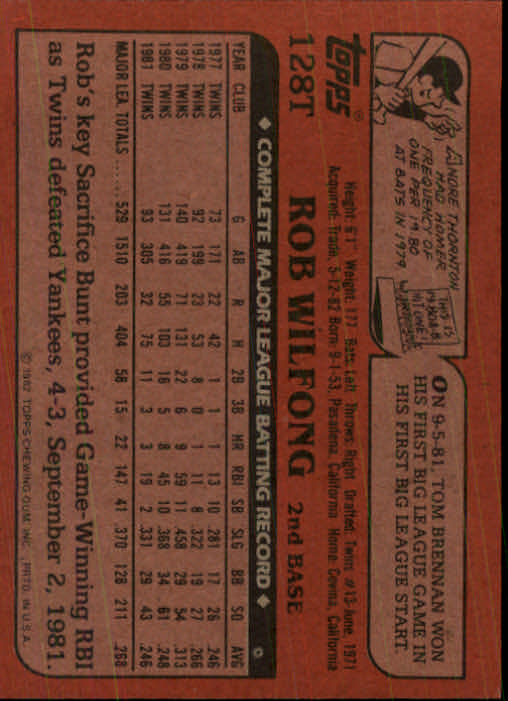 ANDRE THORNTON
HAD HOMER
FREQUENCY OF
ONE PER 19.80
AT BATS IN 1979.
THIS IS
ON 9-5-81, TOM BRENNAN WON
HIS FIRST BIG LEAGUE GAME IN
HIS FIRST BIG LEAGUE START.
topps®
128T ROB WILFONG 2nd BASE
Height: 6'1" Weight: 177 Bats: Left Throws: Right Drafted: Twins #13-June, 1971
Acquired: Trade, 5-12-82 Born: 9-1-53, Pasadena, California Home: Covina, California
◆ COMPLETE MAJOR LEAGUE BATTING RECORD ◆
YEAR CLUB G AB R H 2B 3B HR RBI SB SLG BB SO AVG
1977 TWINS 73 171 22 42 1 1 1 13 10 .281 17 26 .246
1978 TWINS 92 199 23 53 8 0 1 11 8 .322 19 27 .266
1979 TWINS 140 419 71 131 22 6 9 59 11 .458 29 54 .313
1980 TWINS 131 416 55 103 16 5 8 45 10 .368 34 61 .248
1981 TWINS 93 305 32 75 11 3 3 19 2 .331 29 43 .246
MAJOR LEA. TOTALS ..... 529 1510 203 404 58 15 22 147 41 .370 128 211 .268
Rob's key Sacrifice Bunt provided Game-Winning RBI
as Twins defeated Yankees, 4-3, September 2, 1981.
© 1982 TOPPS CHEWING GUM, INC. PRTD. IN U.S.A.